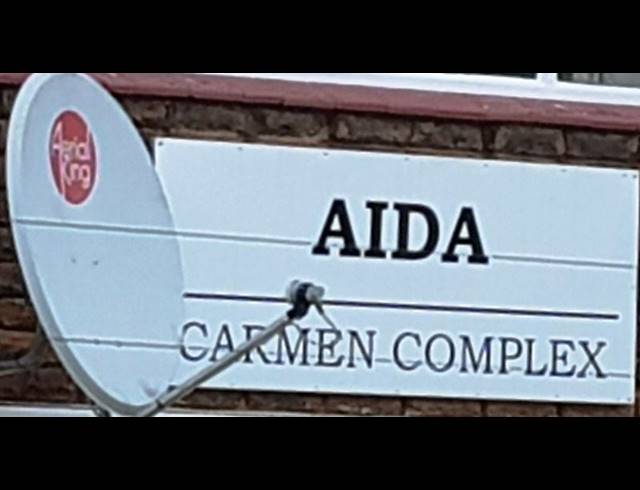 Aerial
King
AIDA
CARMEN COMPLEX